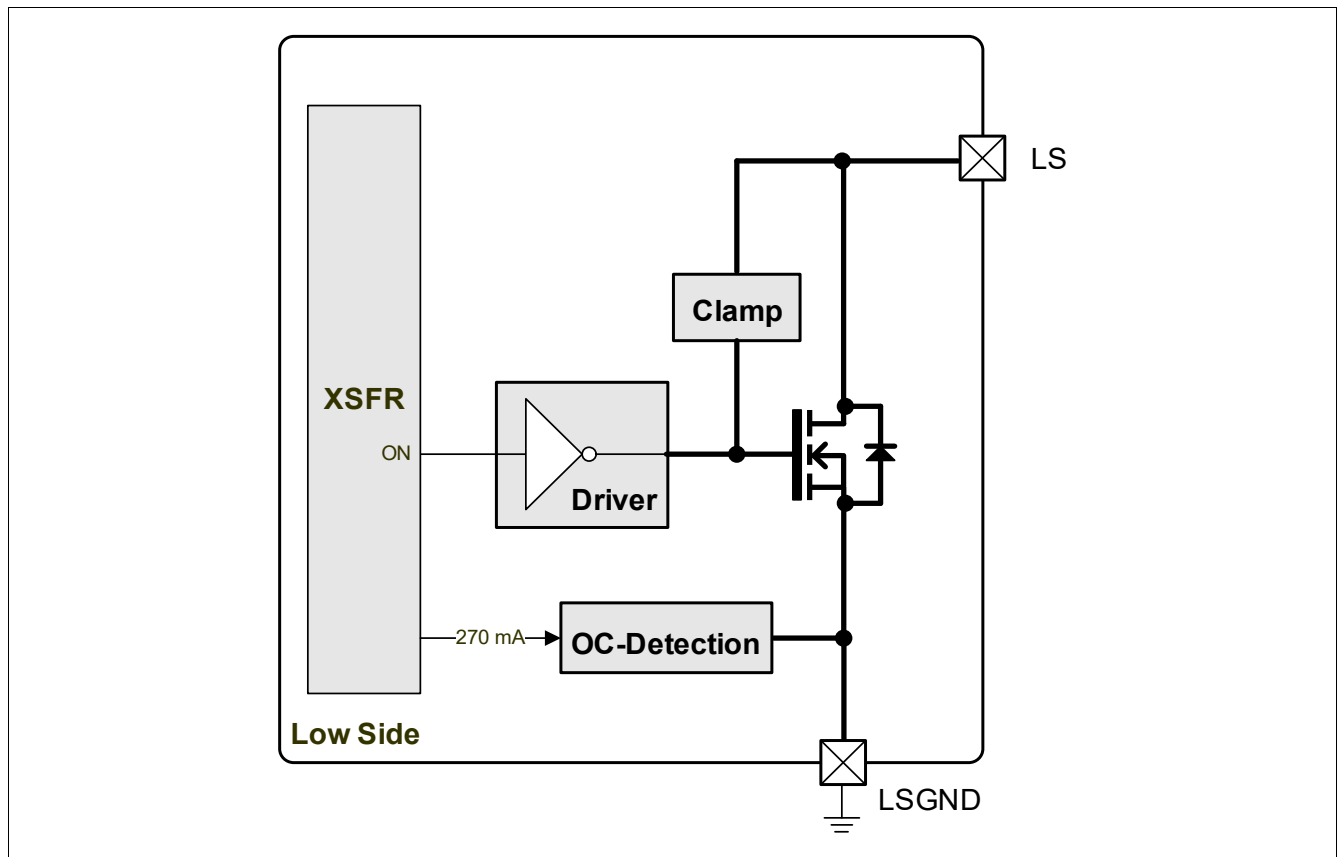 LS
Clamp
XSFR
ON
Driver
270 mA
OC-Detection
Low Side
LSGND